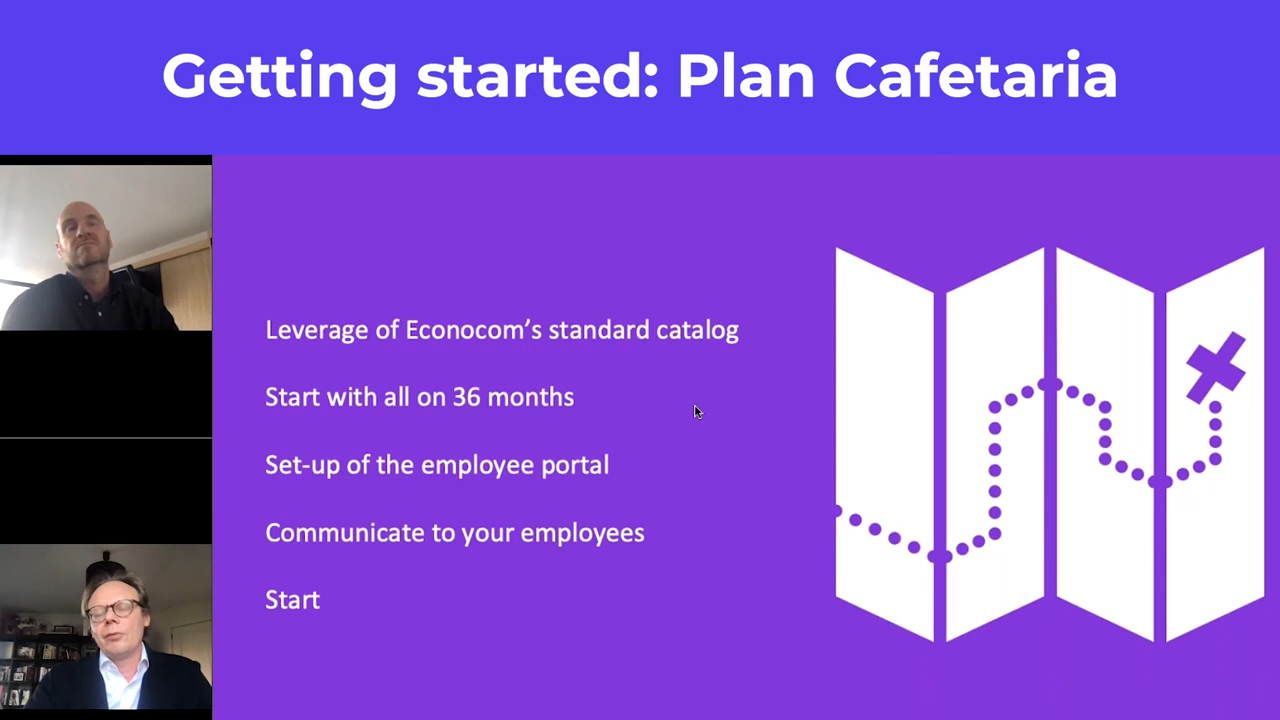 Getting started: Plan Cafetaria
Leverage of Econocom’s standard catalog
Start with all on 36 months
Set-up of the employee portal
Communicate to your employees
Start